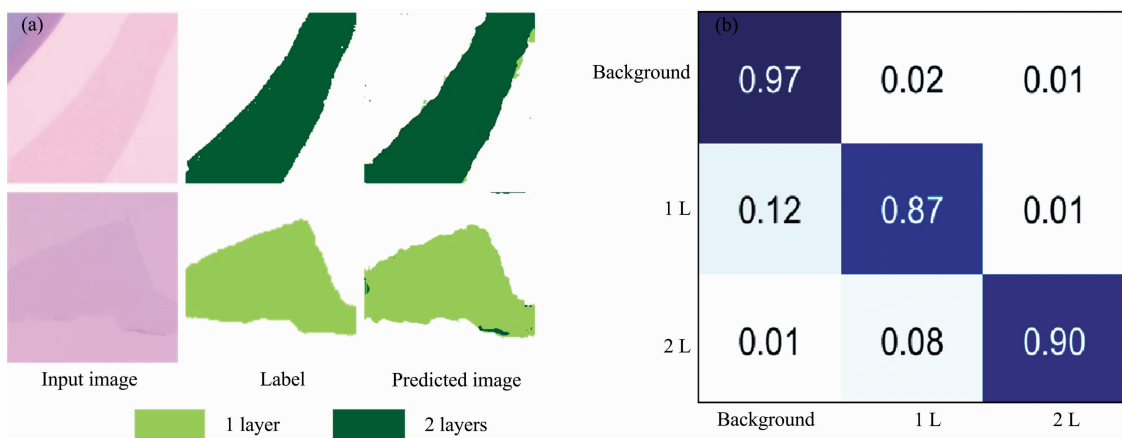 (a)
Input image Label Predicted image
1 layer 2 layers
(b)
Background 0.97 0.02 0.01
1 L 0.12 0.87 0.01
2 L 0.01 0.08 0.90
Background 1 L 2 L